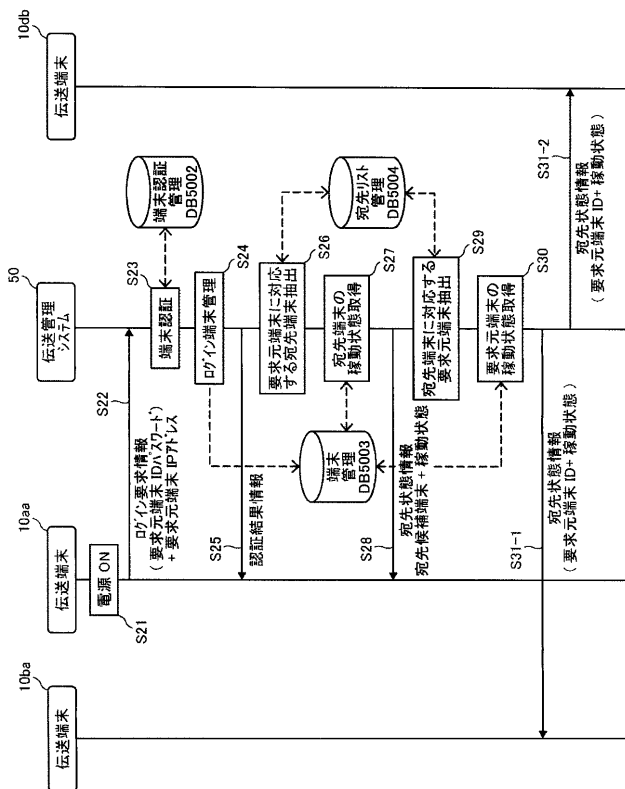 10ba
伝送端末
10aa
伝送端末
50
伝送管理
システム
10db
伝送端末
電源 ON
S21
S22
ログイン要求情報
(要求元端末 ID/パスワード)
+ 要求元端末 IPアドレス
S23
端末認証
端末認証
管理
DB5002
S24
ログイン端末管理
S25
認証結果情報
S26
要求元端末に対応
する宛先端末抽出
宛先リスト
管理
DB5004
S27
宛先端末の
稼動状態取得
端末
管理
DB5003
S28
宛先状態情報
宛先候補端末 + 稼動状態
S29
宛先端末に対応する
要求元端末抽出
S30
要求元端末の
稼動状態取得
S31-1
宛先状態情報
(要求元端末 ID+ 稼動状態)
S31-2
宛先状態情報
(要求元端末 ID+ 稼動状態)